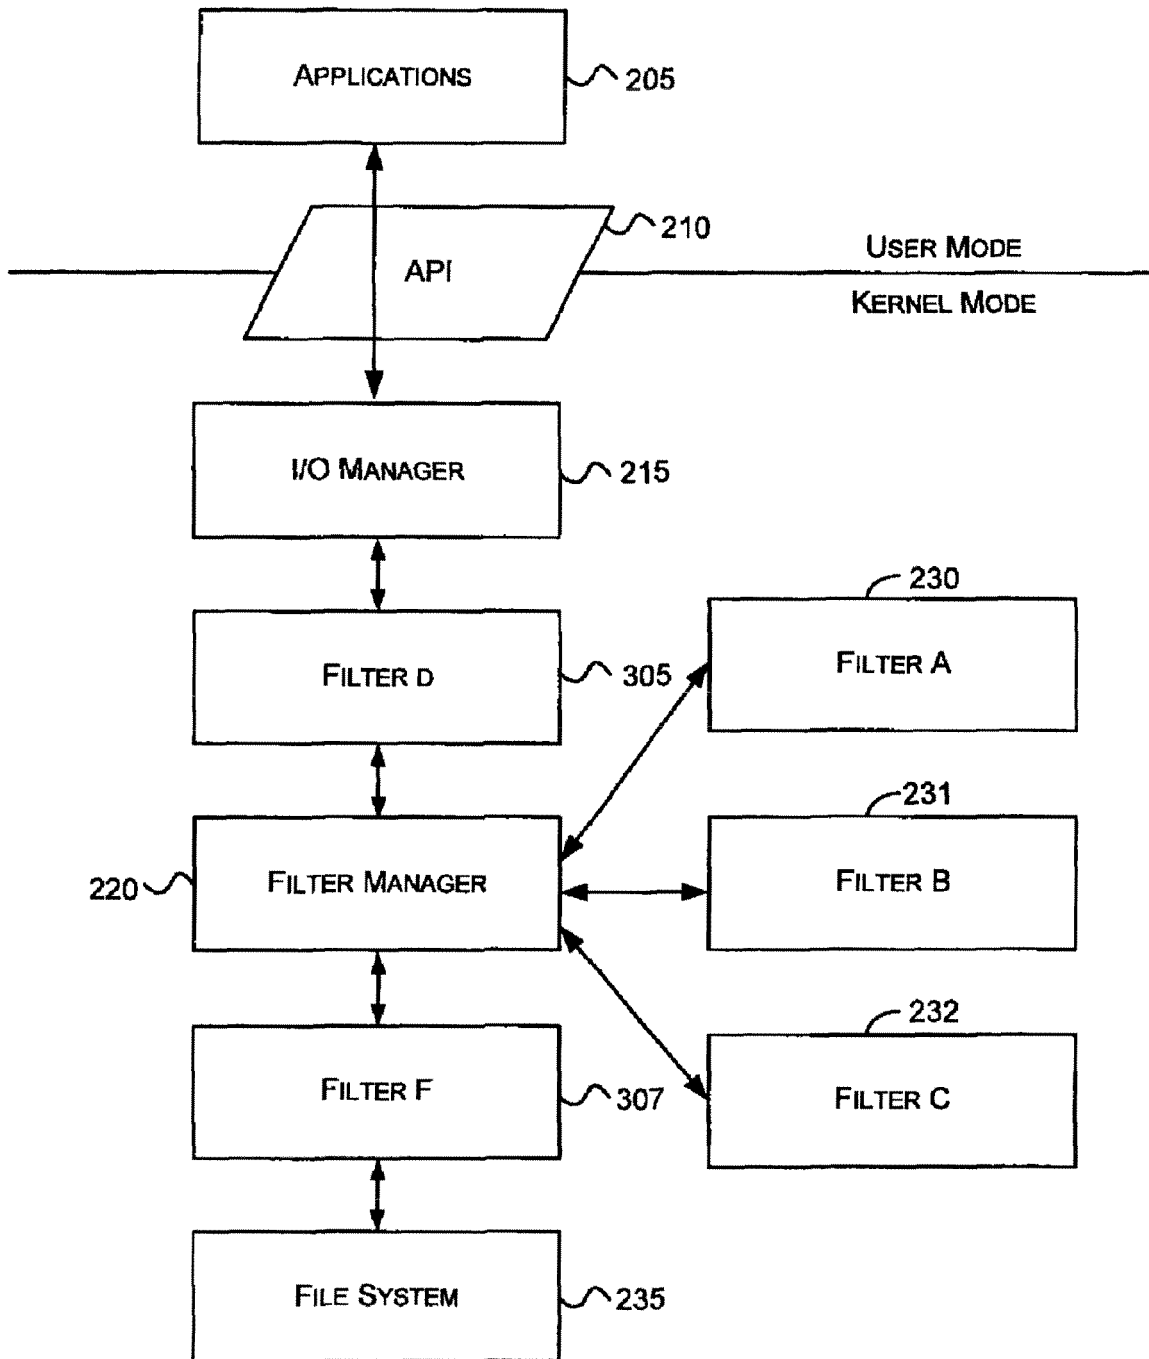 APPLICATIONS
205
210
API
USER MODE
KERNEL MODE
I/O MANAGER
215
230
FILTER D
305
FILTER A
231
220
FILTER MANAGER
FILTER B
232
FILTER F
307
FILTER C
FILE SYSTEM
235